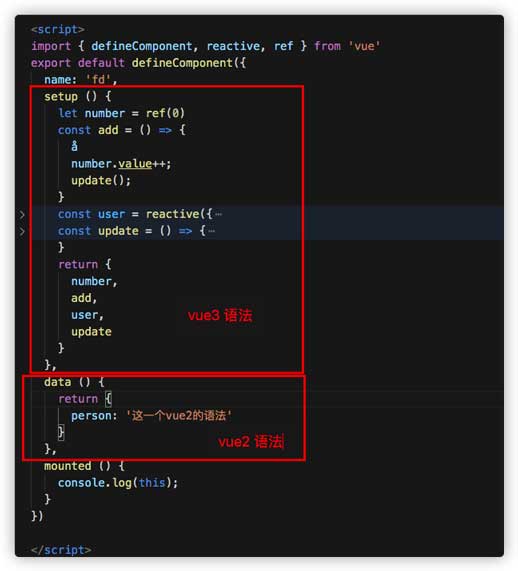 <script>
import { defineComponent, reactive, ref } from 'vue'
export default defineComponent({
  name: 'fd',
  setup () {
    let number = ref(0)
    const add = () => {
      å
      number.value++;
      update();
    }
    const user = reactive({⋯
    const update = () => {⋯
    }
    return {
      number,
      add,
      user,
      update
    }
vue3 语法
  },
  data () {
    return {
      person: '这一个vue2的语法'
    }
vue2 语法
  },
  mounted () {
    console.log(this);
  }
})
</script>